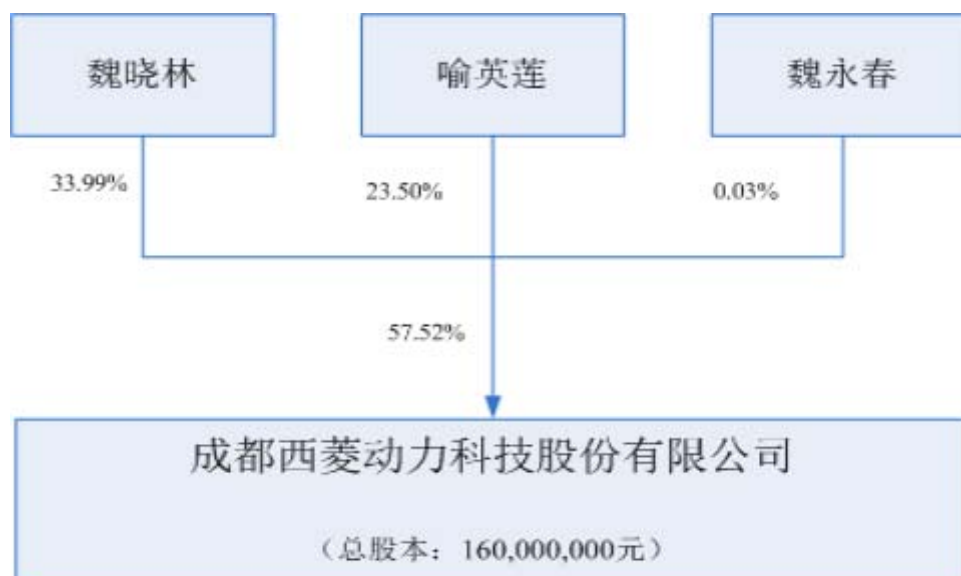 魏晓林
喻英莲
魏永春
33.99%
23.50%
0.03%
57.52%
成都西菱动力科技股份有限公司
（总股本：160,000,000元）